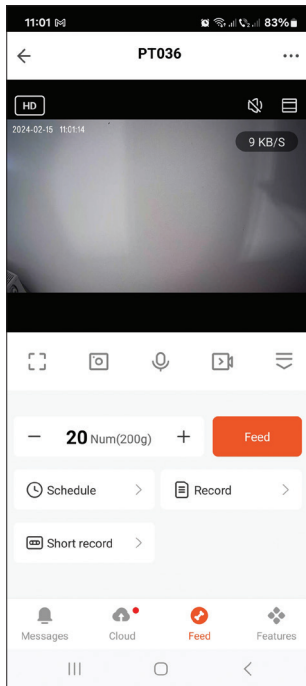 11:01 83%
PT036
HD
2024-02-15 11:01:14
9 KB/S
20 Num(200g)
Feed
Schedule
Record
Short record
Messages Cloud Feed Features